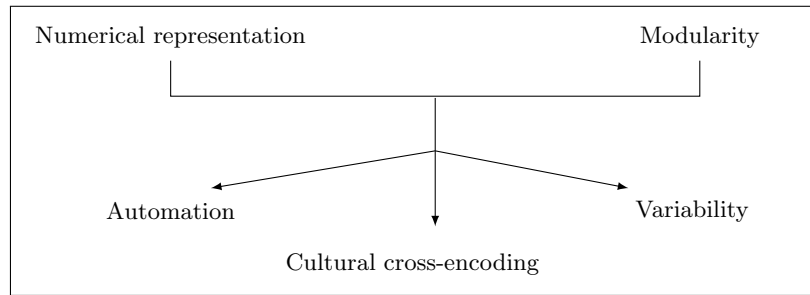 Numerical representation
Modularity
Automation
Variability
Cultural cross-encoding